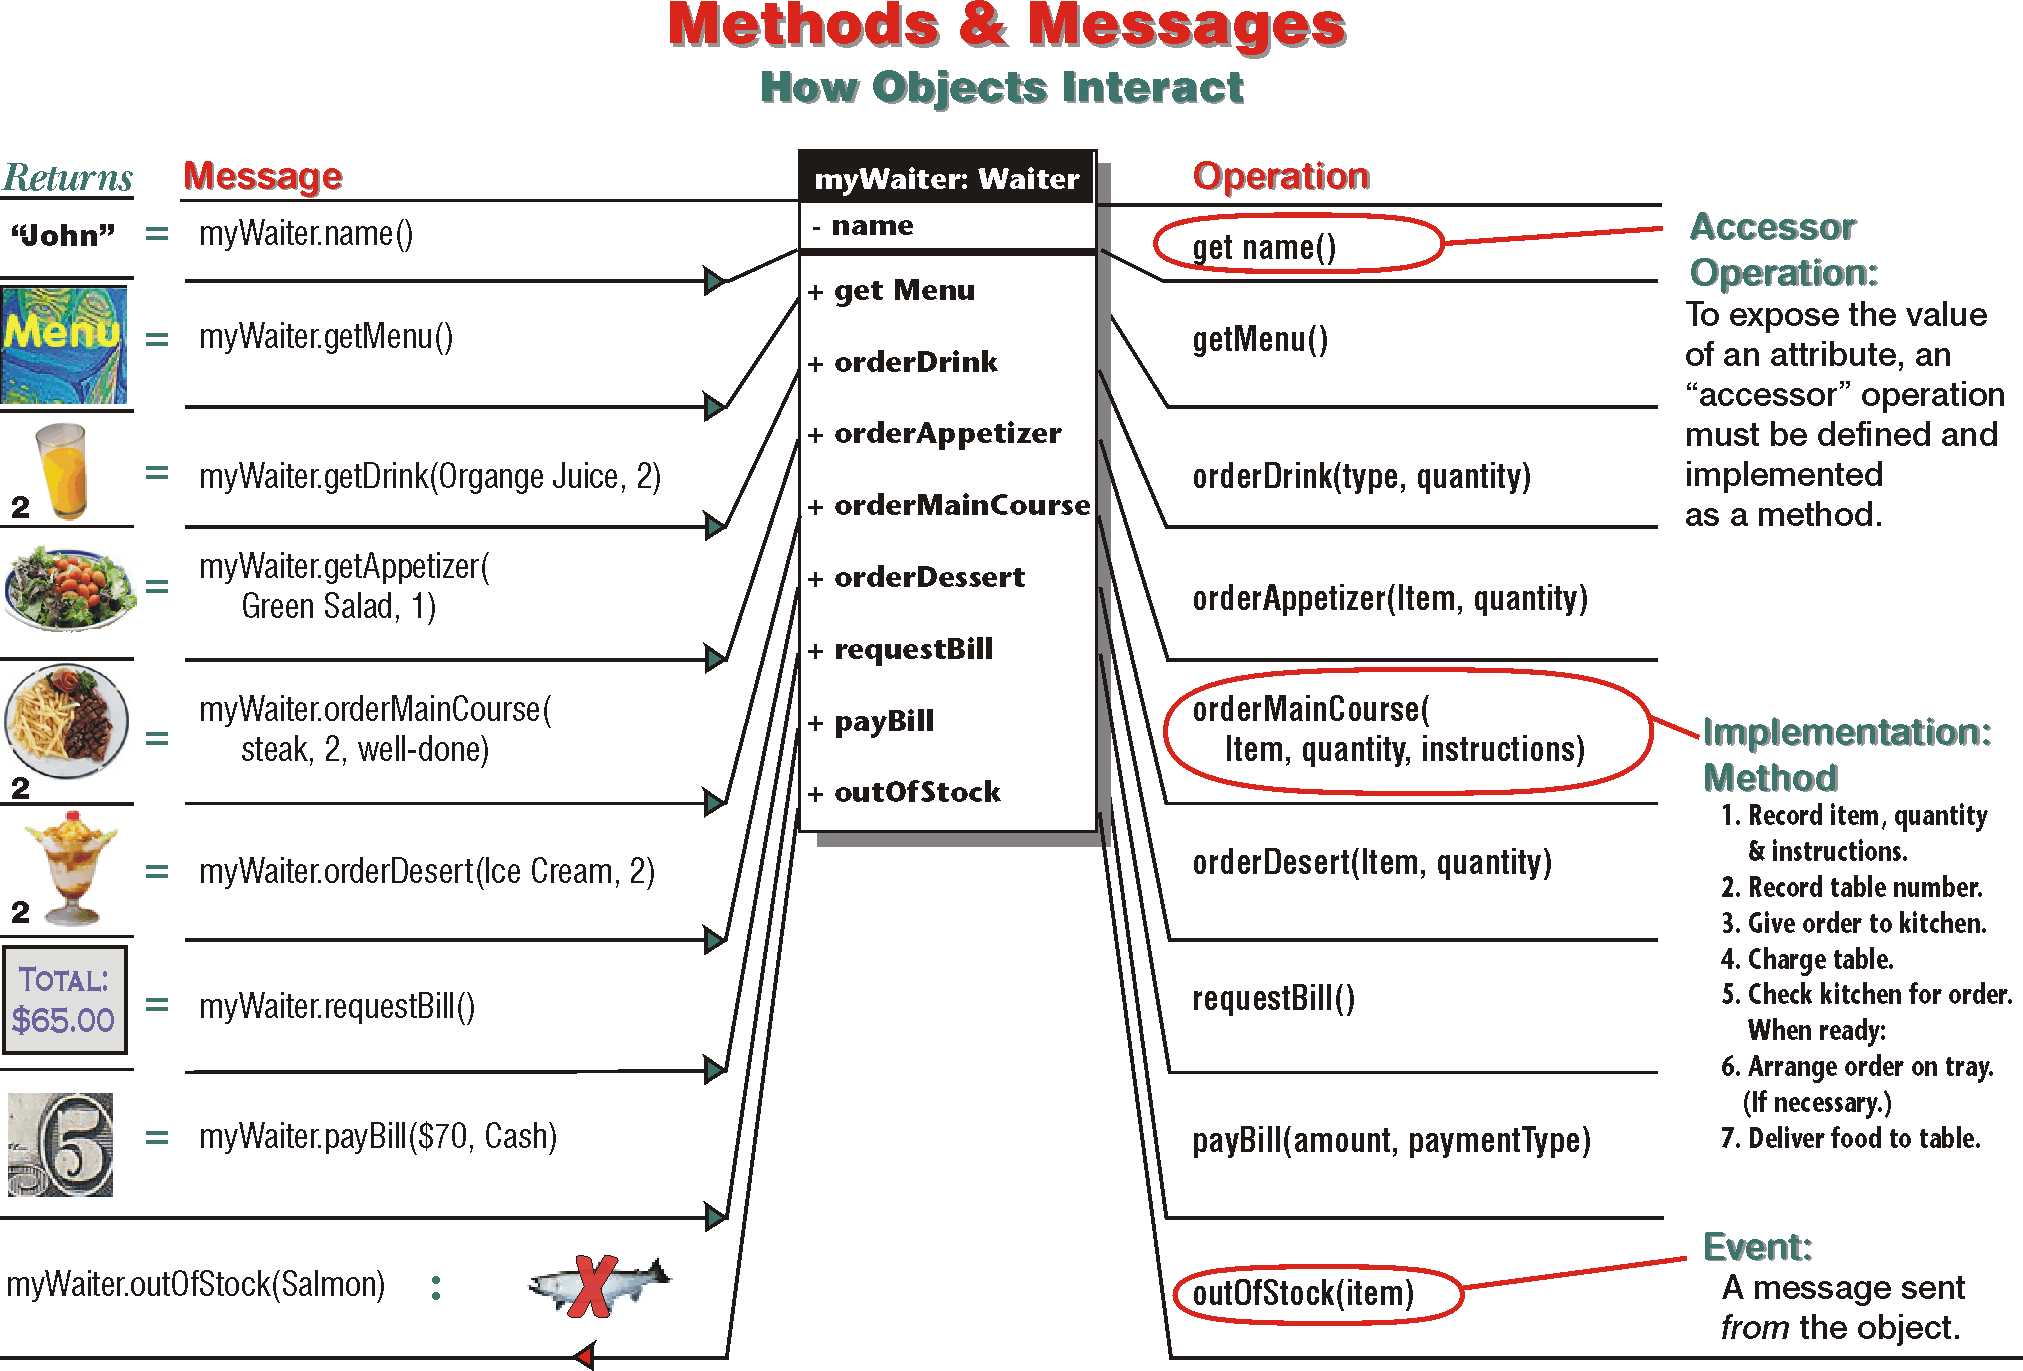 Methods & Messages
How Objects Interact
Returns
Message
myWaiter: Waiter
Operation
“John”
=
myWaiter.name()
- name
get name()
Accessor
Operation:
To expose the value
of an attribute, an
“accessor” operation
must be defined and
implemented
as a method.
Menu
=
myWaiter.getMenu()
+ get Menu
getMenu()
2
=
myWaiter.getDrink(Organge Juice, 2)
+ orderDrink
orderDrink(type, quantity)
=
myWaiter.getAppetizer(
Green Salad, 1)
+ orderAppetizer
orderAppetizer(Item, quantity)
2
=
myWaiter.orderMainCourse(
steak, 2, well-done)
+ orderMainCourse
orderMainCourse(
Item, quantity, instructions)
Implementation:
Method
1. Record item, quantity
& instructions.
2. Record table number.
3. Give order to kitchen.
4. Charge table.
5. Check kitchen for order.
When ready:
6. Arrange order on tray.
(If necessary.)
7. Deliver food to table.
2
=
myWaiter.orderDesert(Ice Cream, 2)
+ orderDessert
orderDesert(Item, quantity)
TOTAL:
$65.00
=
myWaiter.requestBill()
+ requestBill
requestBill()
5
=
myWaiter.payBill($70, Cash)
+ payBill
payBill(amount, paymentType)
myWaiter.outOfStock(Salmon)
:
X
+ outOfStock
outOfStock(item)
Event:
A message sent
from the object.